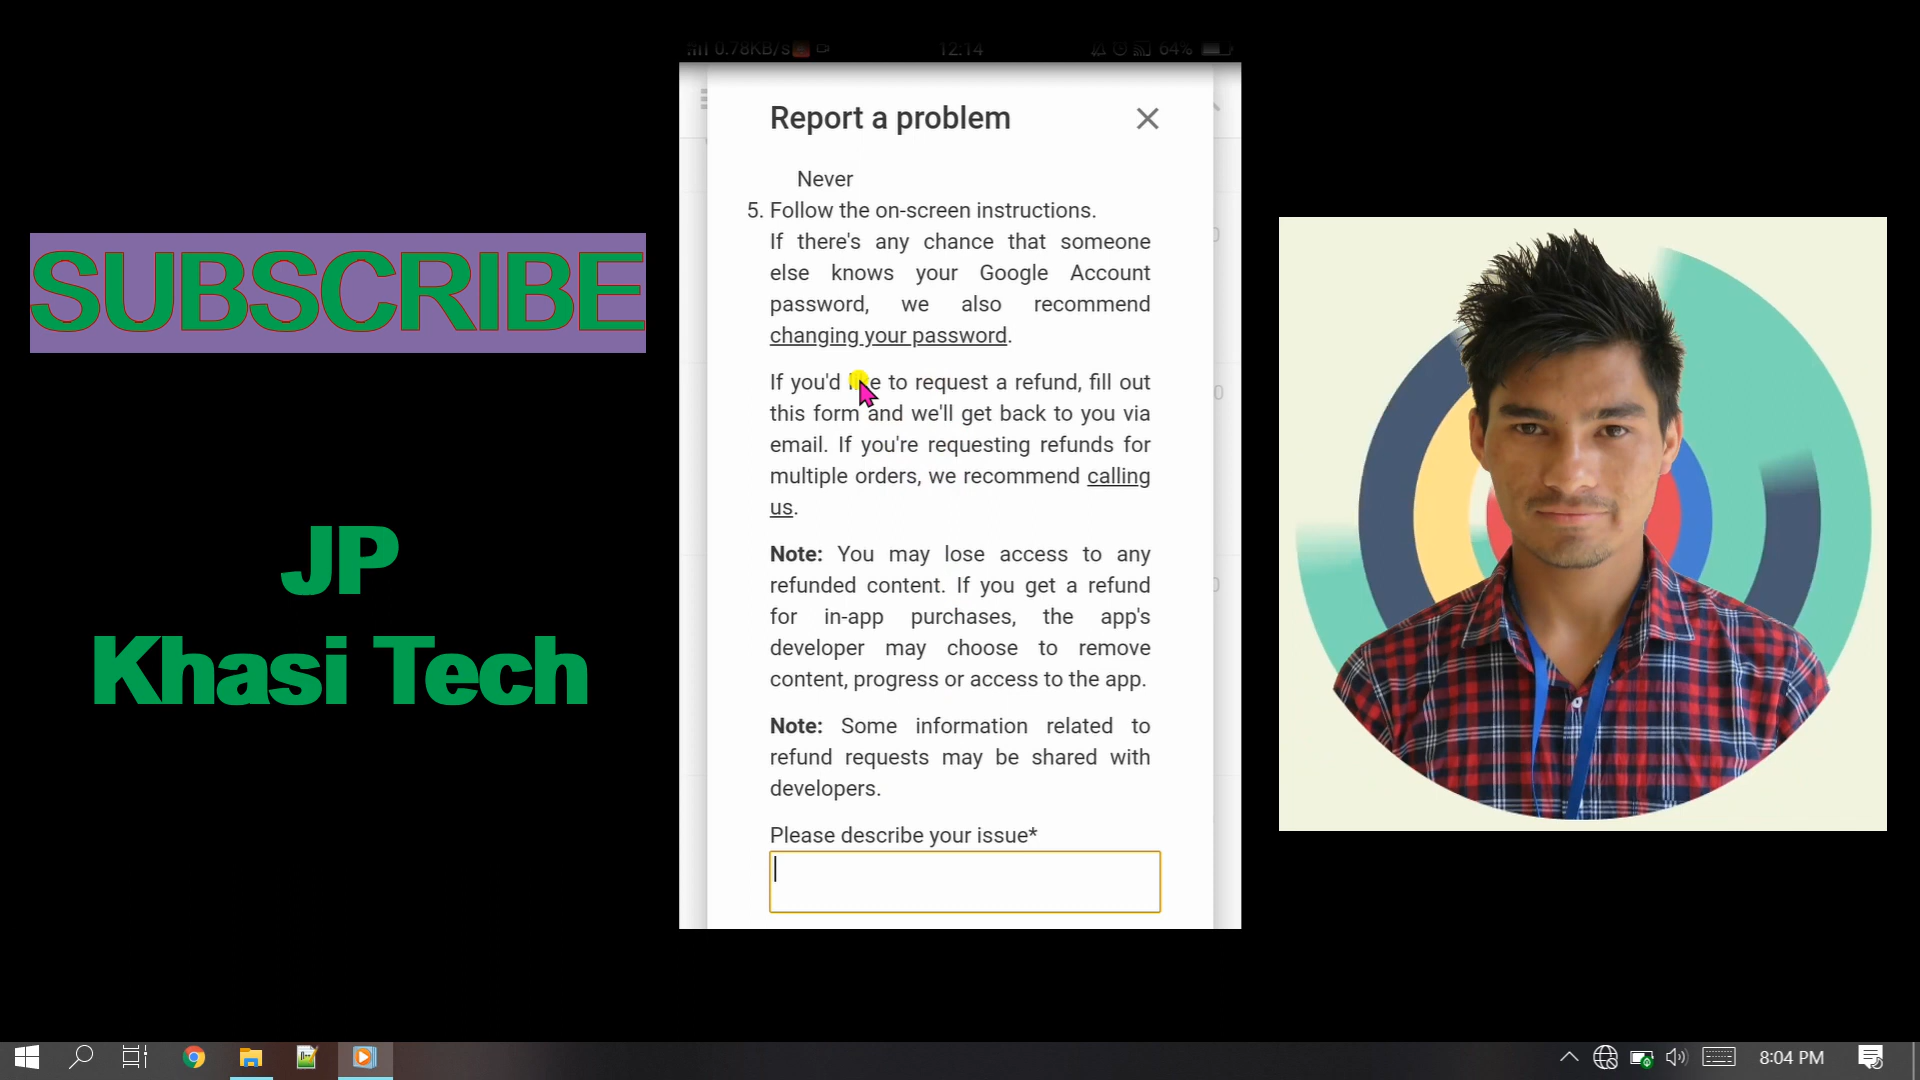 0.78KB/s
12:14
64%
Report a problem
Never
5. Follow the on-screen instructions.
If there's any chance that someone
else knows your Google Account
password, we also recommend
changing your password.
If you'd like to request a refund, fill out
this form and we'll get back to you via
email. If you're requesting refunds for
multiple orders, we recommend calling
us.
Note: You may lose access to any
refunded content. If you get a refund
for in-app purchases, the app's
developer may choose to remove
content, progress or access to the app.
Note: Some information related to
refund requests may be shared with
developers.
Please describe your issue*
SUBSCRIBE
JP
Khasi Tech
8:04 PM